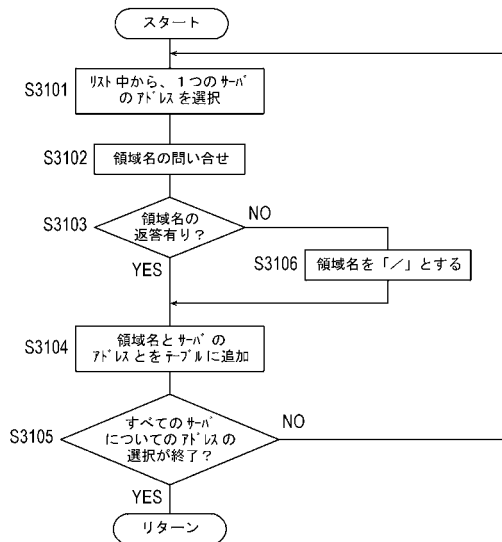 スタート
S3101
リスト中から、1つのサーバ
のアドレスを選択
S3102
領域名の問い合せ
S3103
領域名の
返答有り?
NO
YES
S3106
領域名を「/」とする
S3104
領域名とサーバの
アドレスとをテーブルに追加
S3105
すべてのサーバ
についてのアドレスの
選択が終了?
NO
YES
リターン